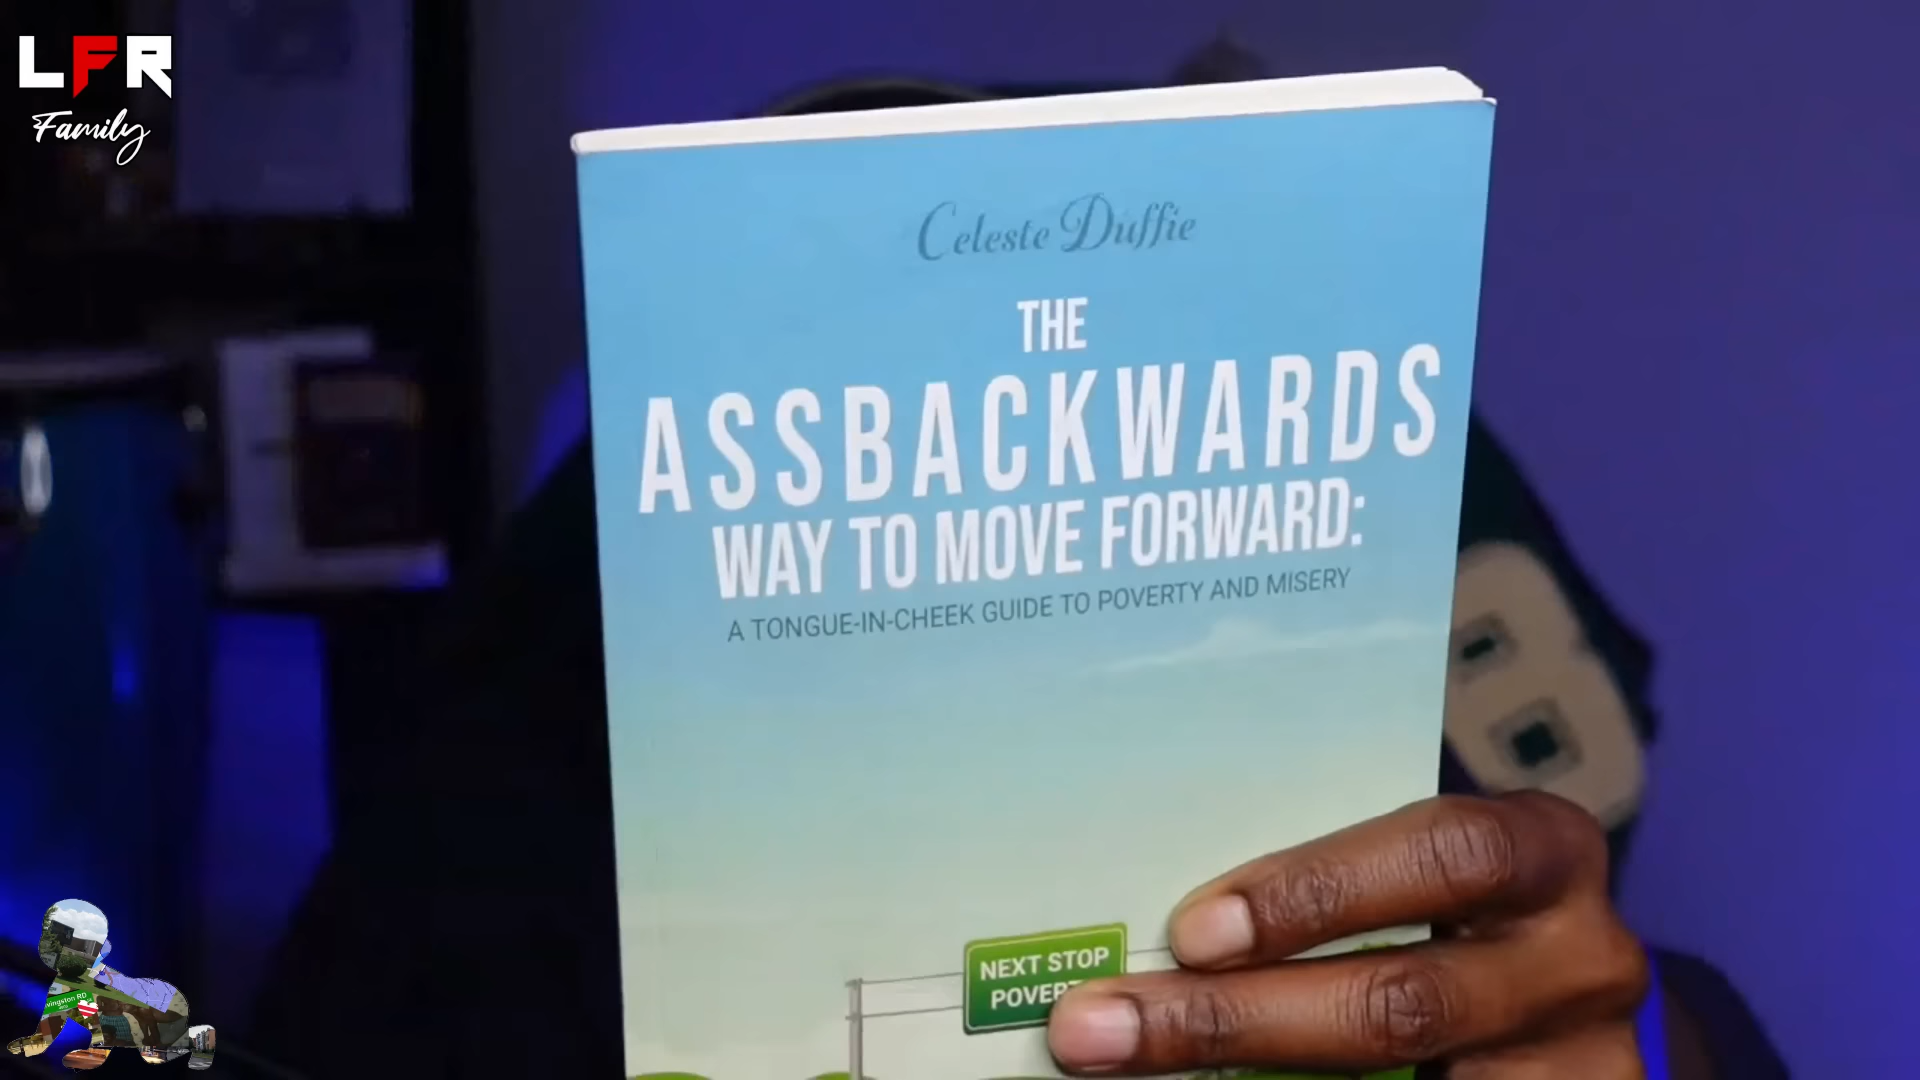 LFR
Family
Celeste Duffie
THE
ASSBACKWARDS
WAY TO MOVE FORWARD:
A TONGUE-IN-CHEEK GUIDE TO POVERTY AND MISERY
NEXT STOP